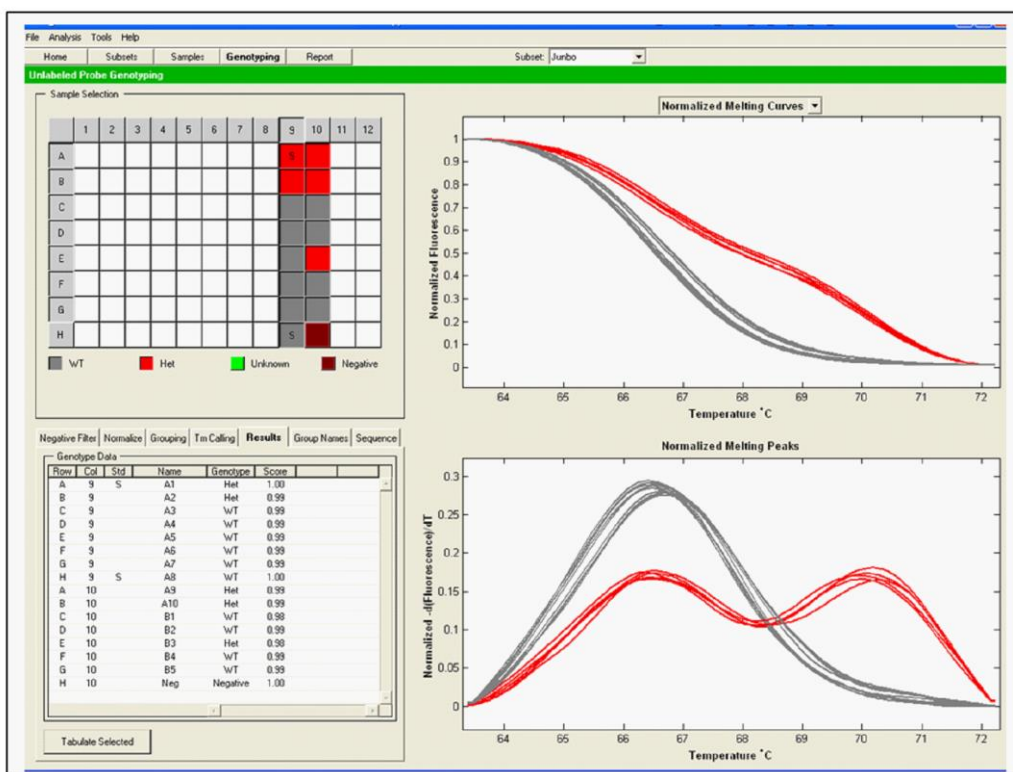 File Analysis Tools Help
Home Subsets Samples Genotyping Report Subset: Junbo
Unlabeled Probe Genotyping
Sample Selection
1 2 3 4 5 6 7 8 9 10 11 12
A S
B
C
D
E
F
G
H S
WT Het Unknown Negative
Negative Filter Normalize Grouping Tm Calling Results Group Names Sequence
Genotype Data
Row Col Std Name Genotype Score
A 9 S A1 Het 1.00
B 9 A2 Het 0.99
C 9 A3 WT 0.99
D 9 A4 WT 0.99
E 9 A5 WT 0.99
F 9 A6 WT 0.99
G 9 A7 WT 0.99
H 9 S A8 WT 1.00
A 10 A9 Het 0.99
B 10 A10 Het 0.99
C 10 B1 WT 0.98
D 10 B2 WT 0.99
E 10 B3 Het 0.98
F 10 B4 WT 0.99
G 10 B5 WT 0.99
H 10 Neg Negative 1.00
Tabulate Selected
Normalized Melting Curves
Normalized Fluorescence
1
0.9
0.8
0.7
0.6
0.5
0.4
0.3
0.2
0.1
0
64 65 66 67 68 69 70 71 72
Temperature °C
Normalized Melting Peaks
Normalized -d(Fluorescence)/dT
0.3
0.25
0.2
0.15
0.1
0.05
0
64 65 66 67 68 69 70 71 72
Temperature °C